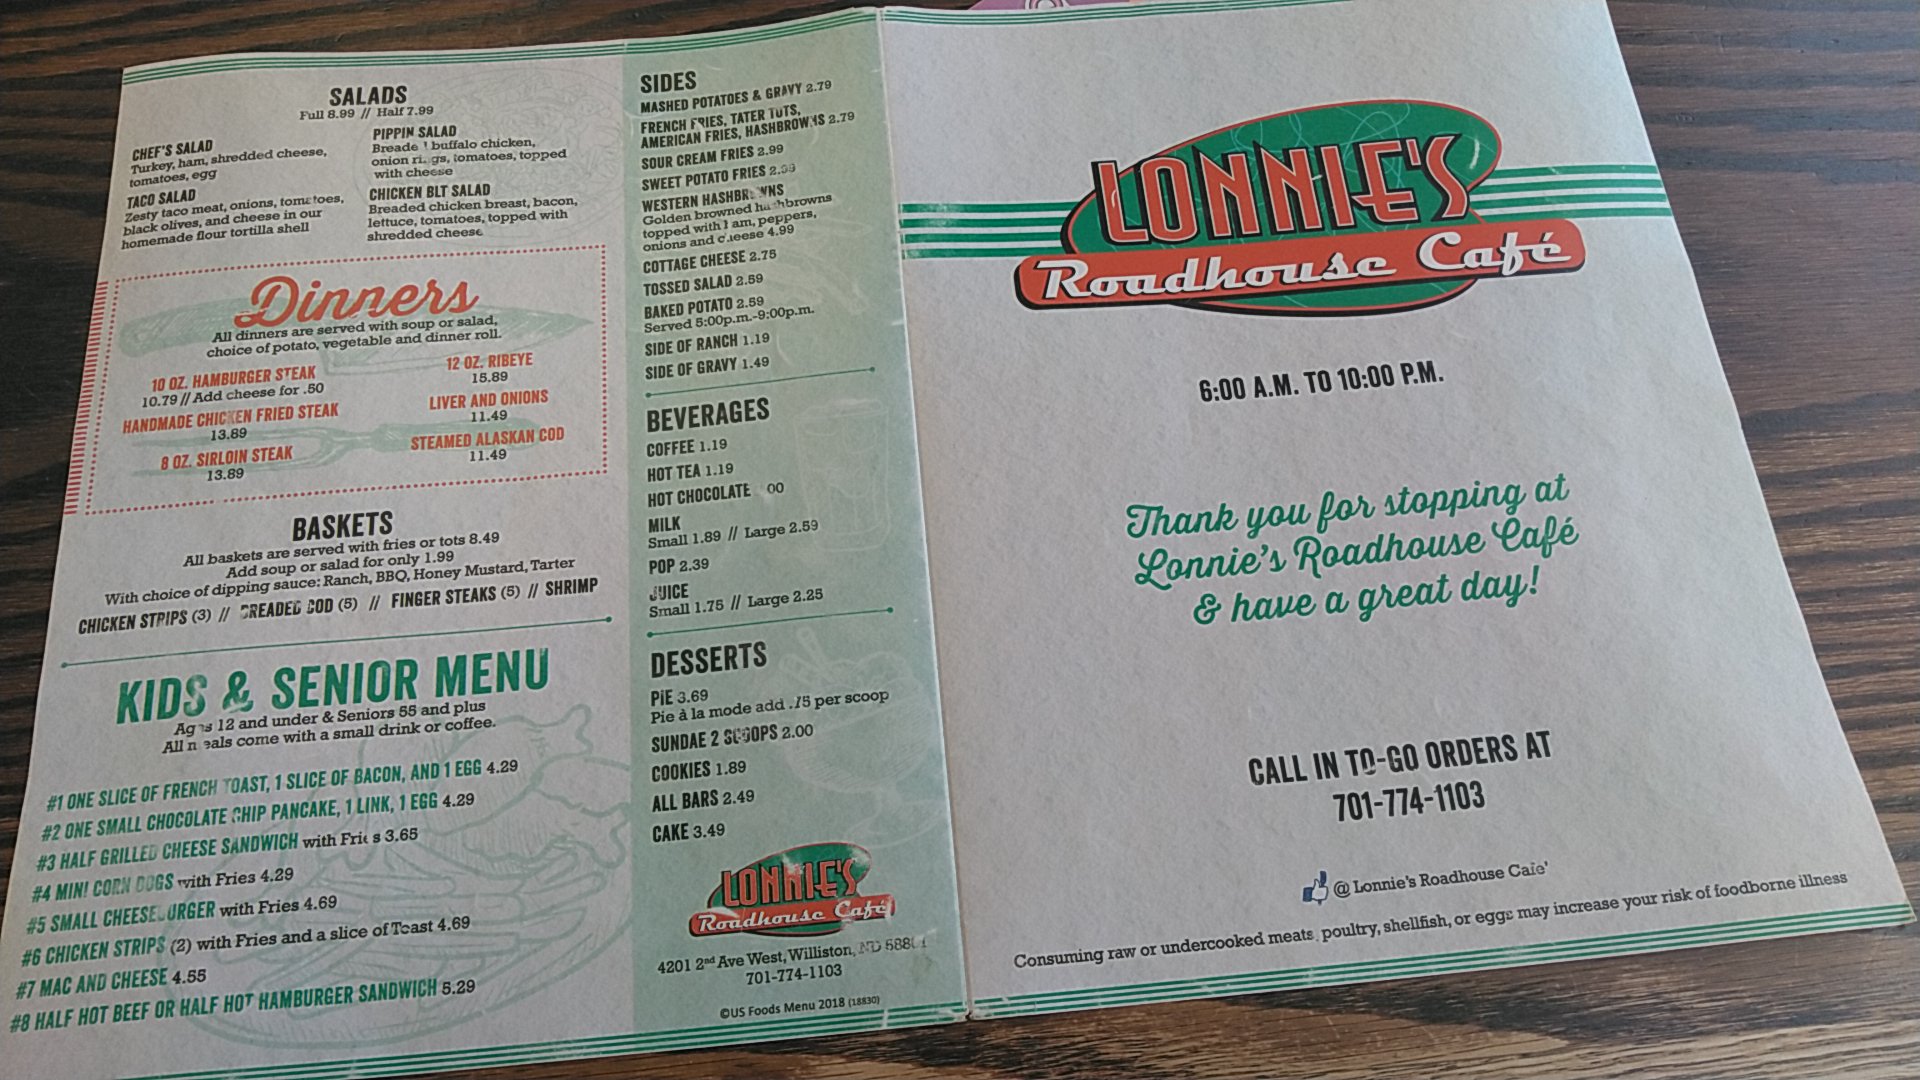 SALADS
Full 8.99 // Half 7.99
CHEF'S SALAD
Turkey, ham, shredded cheese,
tomatoes, egg
TACO SALAD
Zesty taco meat, onions, tomatoes,
black olives, and cheese in our
homemade flour tortilla shell
PIPPIN SALAD
Breaded buffalo chicken,
onion rings, tomatoes, topped
with cheese
CHICKEN BLT SALAD
Breaded chicken breast, bacon,
lettuce, tomatoes, topped with
shredded cheese
Dinners
All dinners are served with soup or salad,
choice of potato, vegetable and dinner roll.
10 OZ. HAMBURGER STEAK
10.79 // Add cheese for .50
HANDMADE CHICKEN FRIED STEAK
13.89
8 OZ. SIRLOIN STEAK
13.89
12 OZ. RIBEYE
15.89
LIVER AND ONIONS
11.49
STEAMED ALASKAN COD
11.49
BASKETS
All baskets are served with fries or tots 8.49
Add soup or salad for only 1.99
With choice of dipping sauce: Ranch, BBQ, Honey Mustard, Tarter
CHICKEN STRIPS (3) // BREADED COD (5) // FINGER STEAKS (5) // SHRIMP
KIDS & SENIOR MENU
Ages 12 and under & Seniors 55 and plus
All meals come with a small drink or coffee.
#1 ONE SLICE OF FRENCH TOAST, 1 SLICE OF BACON, AND 1 EGG 4.29
#2 ONE SMALL CHOCOLATE CHIP PANCAKE, 1 LINK, 1 EGG 4.29
#3 HALF GRILLED CHEESE SANDWICH with Fries 3.65
#4 MINI CORN DOGS with Fries 4.29
#5 SMALL CHEESEBURGER with Fries 4.69
#6 CHICKEN STRIPS (2) with Fries and a slice of Toast 4.69
#7 MAC AND CHEESE 4.55
#8 HALF HOT BEEF OR HALF HOT HAMBURGER SANDWICH 5.29
SIDES
MASHED POTATOES & GRAVY 2.79
FRENCH FRIES, TATER TOTS,
AMERICAN FRIES, HASHBROWNS 2.79
SOUR CREAM FRIES 2.99
SWEET POTATO FRIES 2.99
WESTERN HASHBROWNS
Golden browned hashbrowns
topped with ham, peppers,
onions and cheese 4.99
COTTAGE CHEESE 2.75
TOSSED SALAD 2.59
BAKED POTATO 2.59
Served 5:00p.m.-9:00p.m.
SIDE OF RANCH 1.19
SIDE OF GRAVY 1.49
BEVERAGES
COFFEE 1.19
HOT TEA 1.19
HOT CHOCOLATE
MILK
Small 1.89 // Large 2.59
POP 2.39
JUICE
Small 1.75 // Large 2.25
DESSERTS
PIE 3.69
Pie à la mode add .75 per scoop
SUNDAE 2 SCOOPS 2.00
COOKIES 1.89
ALL BARS 2.49
CAKE 3.49
LONNIE'S
Roadhouse Café
4201 2nd Ave West, Williston, ND
701-774-1103
©US Foods Menu 2018 (18830)
LONNIE'S
Roadhouse Café
6:00 A.M. TO 10:00 P.M.
Thank you for stopping at
Lonnie's Roadhouse Café
& have a great day!
CALL IN TO-GO ORDERS AT
701-774-1103
@ Lonnie's Roadhouse Cafe'
Consuming raw or undercooked meats, poultry, shellfish, or eggs may increase your risk of foodborne illness